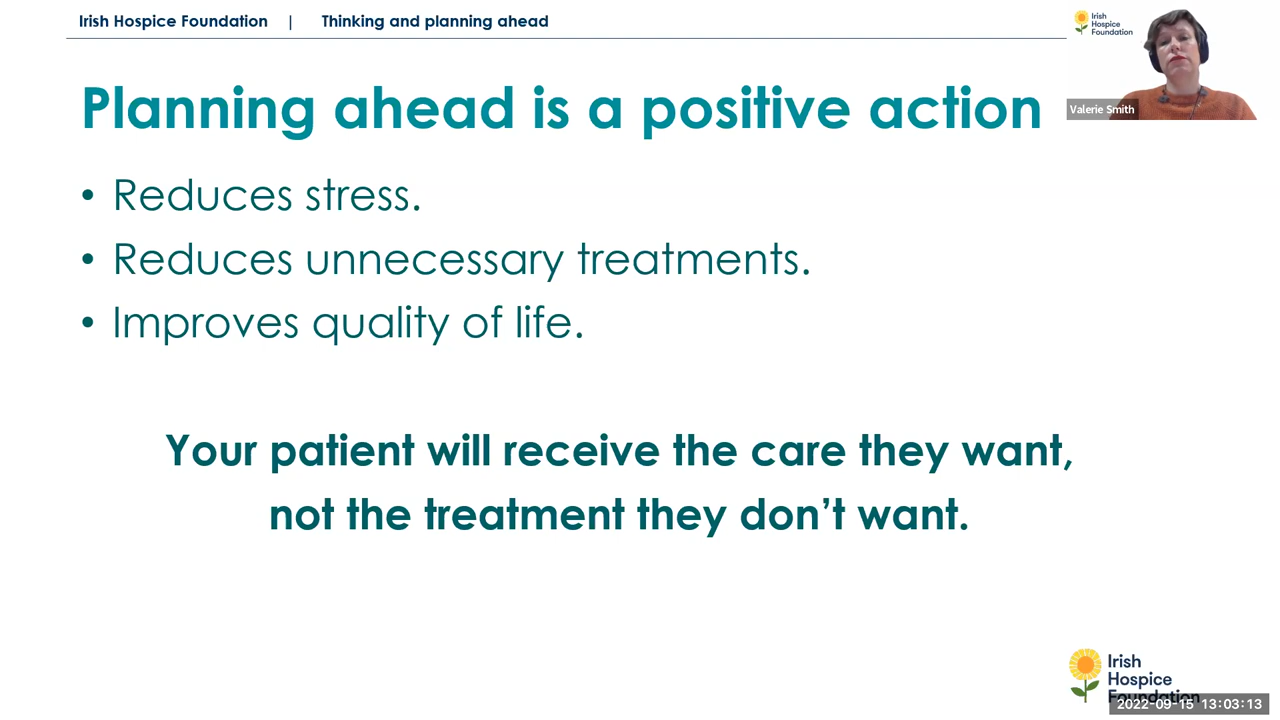 Irish Hospice Foundation | Thinking and planning ahead
Irish
Hospice
Foundation
Valerie Smith
Planning ahead is a positive action
• Reduces stress.
• Reduces unnecessary treatments.
• Improves quality of life.
Your patient will receive the care they want,
not the treatment they don’t want.
Irish
Hospice
Foundation
2022-09-15 13:03:13